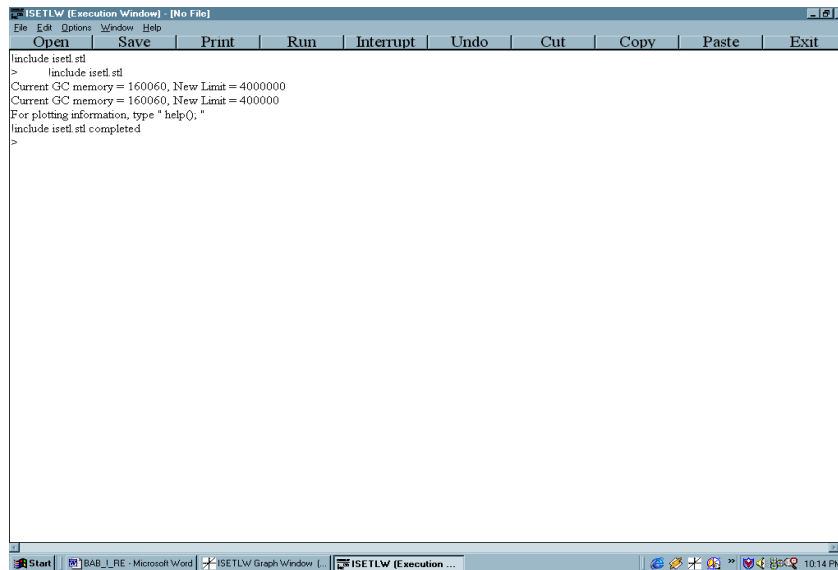 ISETLW (Execution Window) - [No File]
File Edit Options Window Help
Open | Save | Print | Run | Interrupt | Undo | Cut | Copy | Paste | Exit
!include isetl.stl
> !include isetl.stl
Current GC memory = 160060, New Limit = 4000000
Current GC memory = 160060, New Limit = 400000
For plotting information, type " help(); "
!include isetl.stl completed
>
Start BAB_I_RE - Microsoft Word ISETLW Graph Window (... ISETLW (Execution ... » 10:14 PM